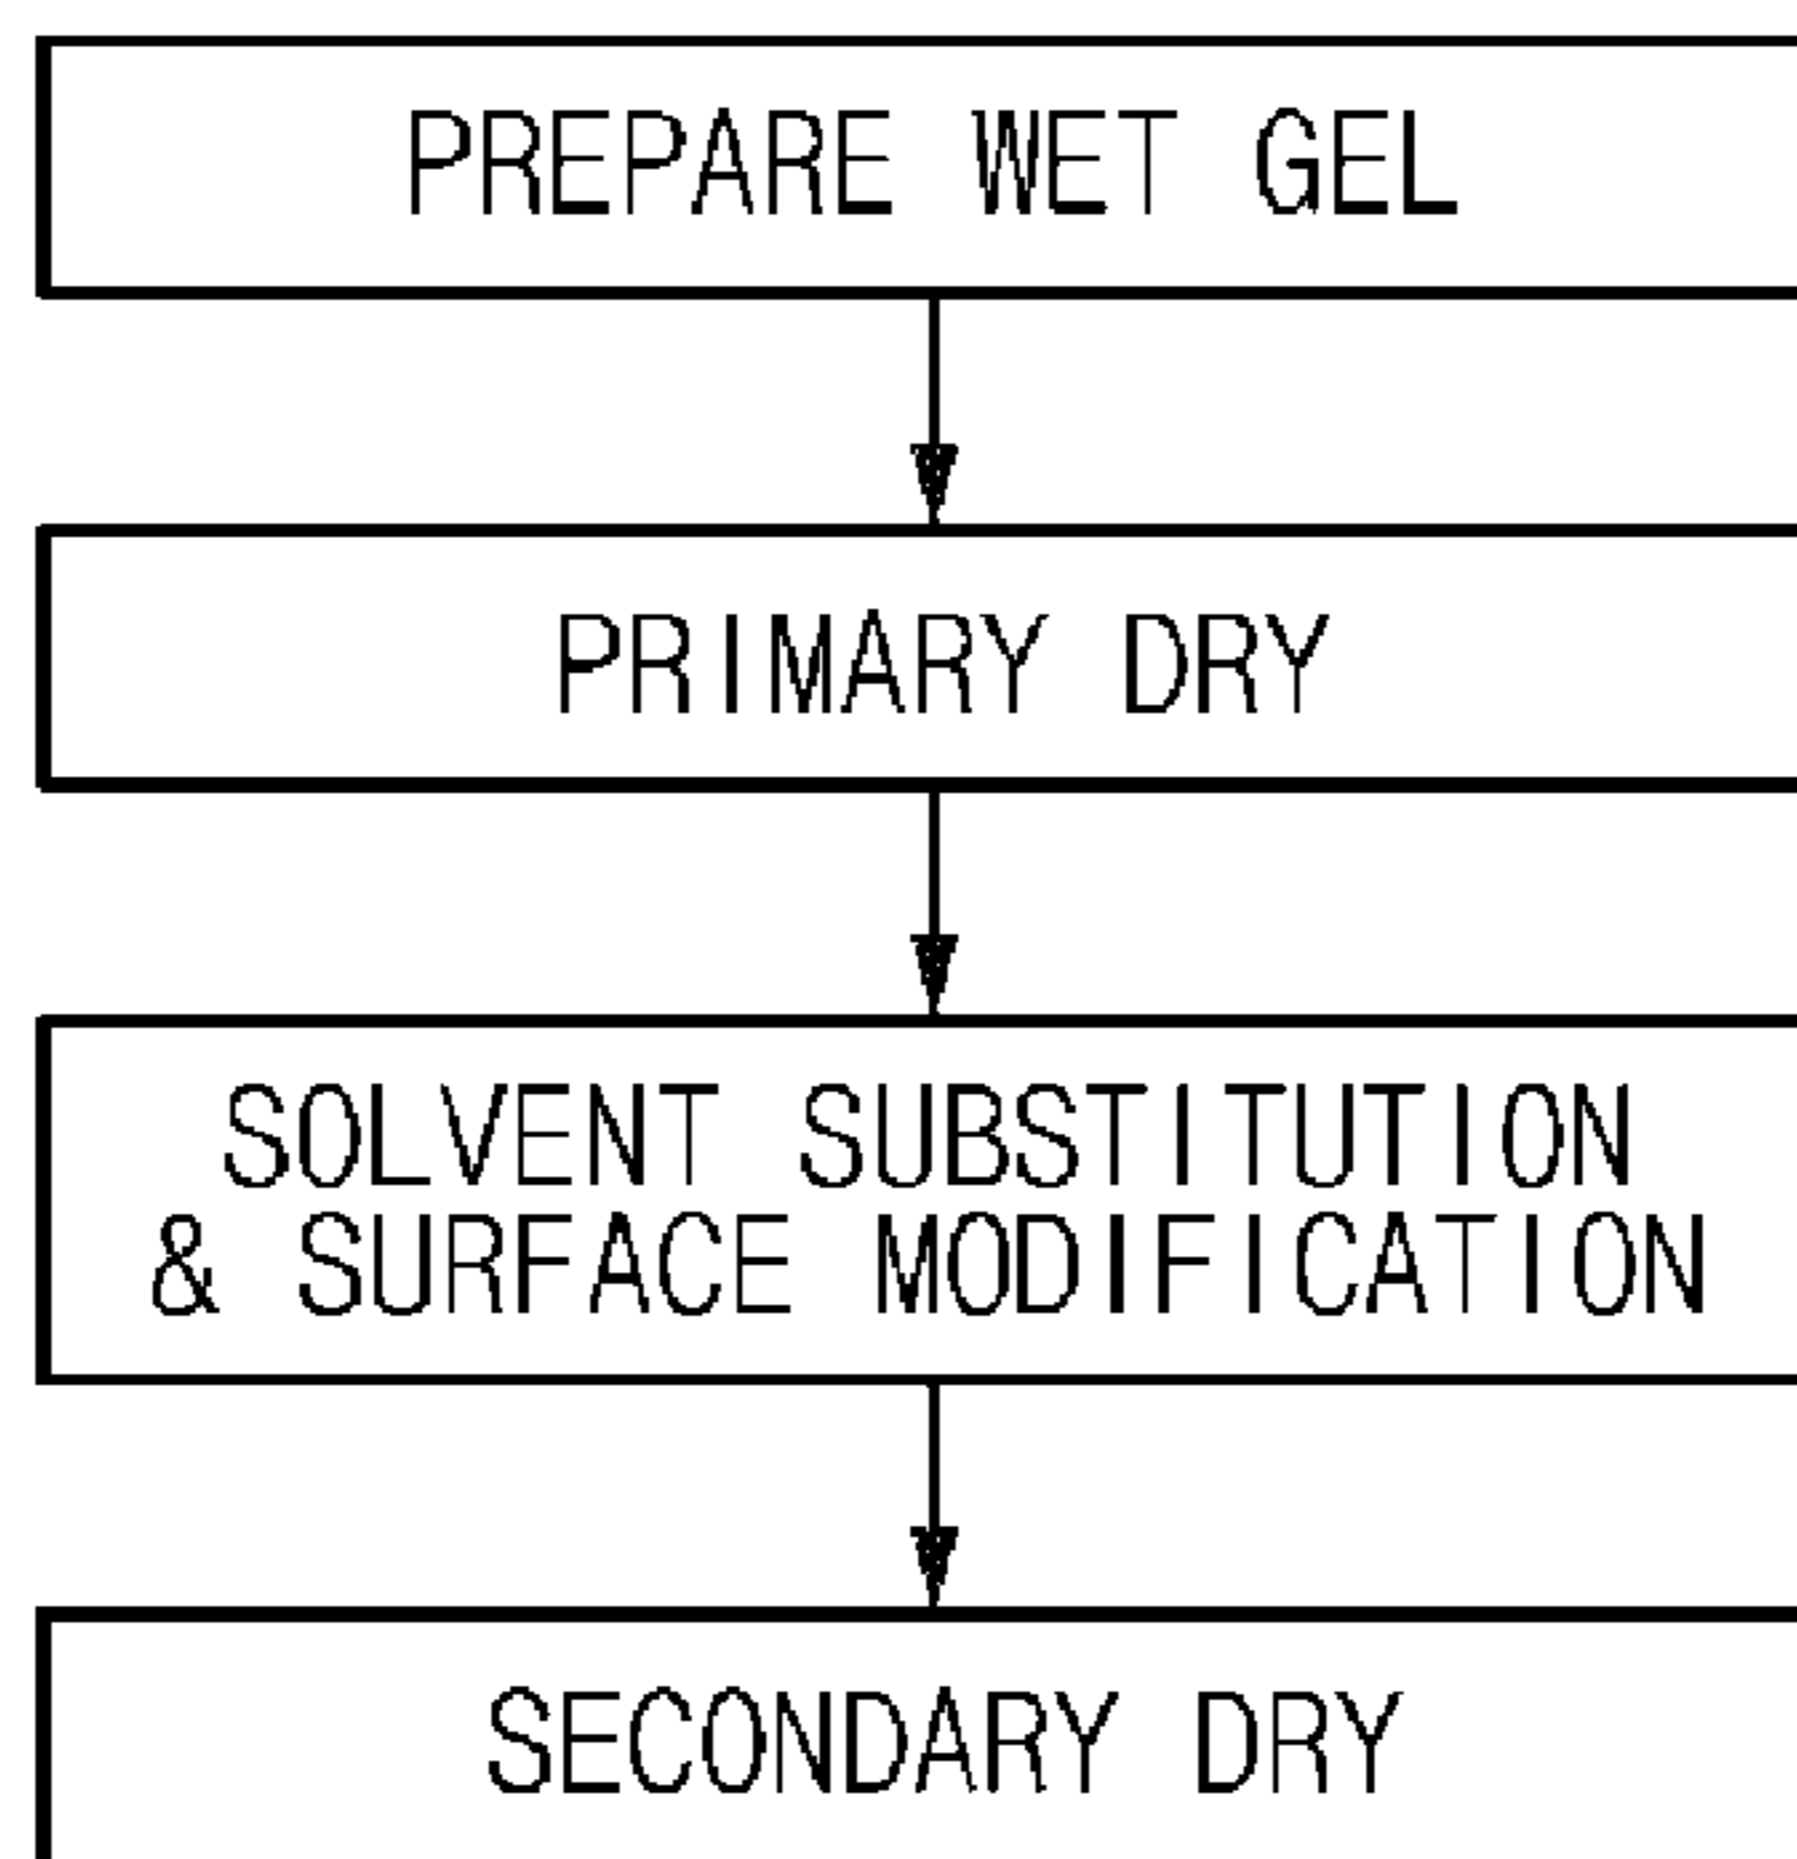 PREPARE WET GEL
PRIMARY DRY
SOLVENT SUBSTITUTION
& SURFACE MODIFICATION
SECONDARY DRY